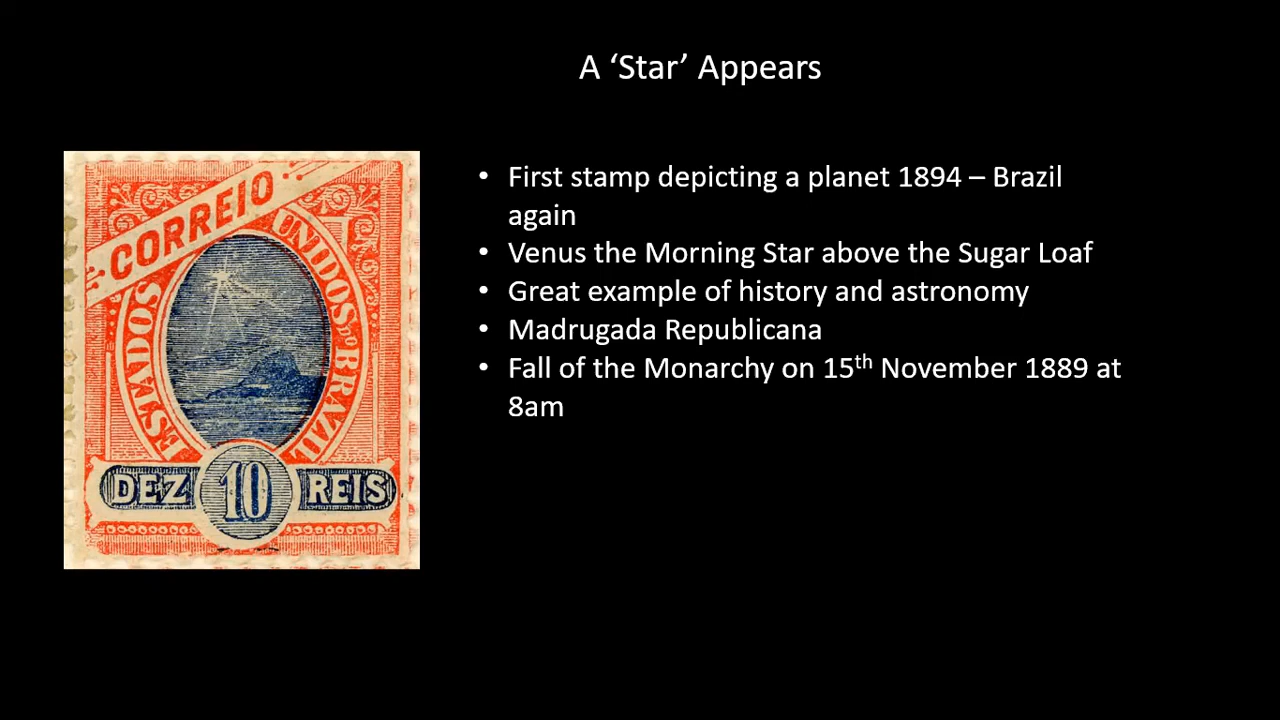 A ‘Star’ Appears
CORREIO
ESTADOS UNIDOS DO BRAZIL
DEZ 10 REIS
• First stamp depicting a planet 1894 – Brazil
again
• Venus the Morning Star above the Sugar Loaf
• Great example of history and astronomy
• Madrugada Republicana
• Fall of the Monarchy on 15th November 1889 at
8am